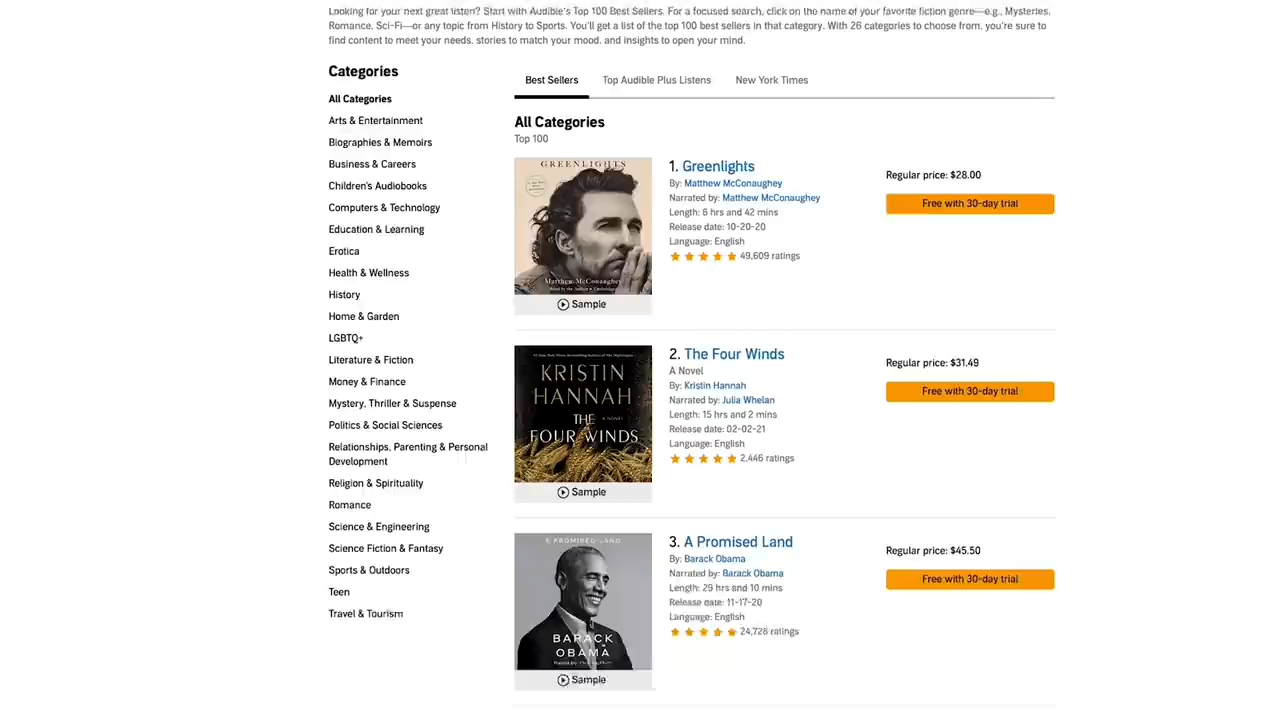 Looking for your next great listen? Start with Audible's Top 100 Best Sellers. For a focused search, click on the name of your favorite fiction genre—e.g., Mysteries,
Romance, Sci-Fi—or any topic from History to Sports. You'll get a list of the top 100 best sellers in that category. With 26 categories to choose from, you're sure to
find content to meet your needs, stories to match your mood, and insights to open your mind.
Categories
All Categories
Arts & Entertainment
Biographies & Memoirs
Business & Careers
Children's Audiobooks
Computers & Technology
Education & Learning
Erotica
Health & Wellness
History
Home & Garden
LGBTQ+
Literature & Fiction
Money & Finance
Mystery, Thriller & Suspense
Politics & Social Sciences
Relationships, Parenting & Personal
Development
Religion & Spirituality
Romance
Science & Engineering
Science Fiction & Fantasy
Sports & Outdoors
Teen
Travel & Tourism
Best Sellers Top Audible Plus Listens New York Times
All Categories
Top 100
GREENLIGHTS
Matthew McConaughey
Sample
1. Greenlights
By: Matthew McConaughey
Narrated by: Matthew McConaughey
Length: 6 hrs and 42 mins
Release date: 10-20-20
Language: English
49,609 ratings
Regular price: $28.00
Free with 30-day trial
KRISTIN
HANNAH
THE
A NOVEL
FOUR WINDS
Sample
2. The Four Winds
A Novel
By: Kristin Hannah
Narrated by: Julia Whelan
Length: 15 hrs and 2 mins
Release date: 02-02-21
Language: English
2,446 ratings
Regular price: $31.49
Free with 30-day trial
A PROMISED LAND
BARACK
OBAMA
Sample
3. A Promised Land
By: Barack Obama
Narrated by: Barack Obama
Length: 29 hrs and 10 mins
Release date: 11-17-20
Language: English
24,728 ratings
Regular price: $45.50
Free with 30-day trial